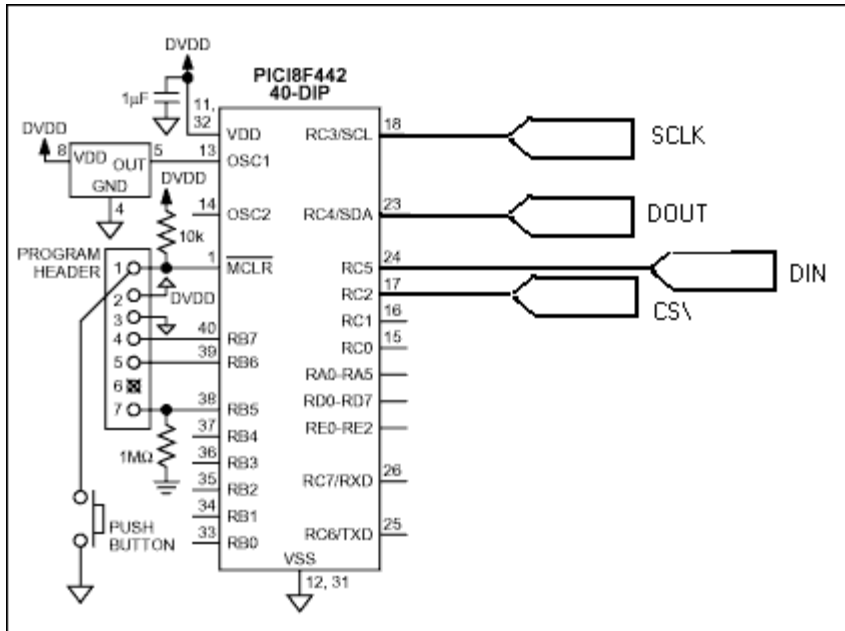 DVDD
PICI8F442
40-DIP
1µF
11,
32
VDD
RC3/SCL
18
SCLK
DVDD
8
VDD
OUT
5
13
OSC1
GND
4
DVDD
14
OSC2
RC4/SDA
23
DOUT
10k
PROGRAM
HEADER
1
1
MCLR
RC5
24
DIN
2
DVDD
RC2
17
CS\
3
RC1
16
4
40
RB7
RC0
15
5
39
RB6
RA0-RA5
6
RD0-RD7
7
38
RB5
RE0-RE2
37
RB4
1MΩ
36
RB3
RC7/RXD
26
35
RB2
34
RB1
RC6/TXD
25
PUSH
BUTTON
33
RB0
VSS
12, 31